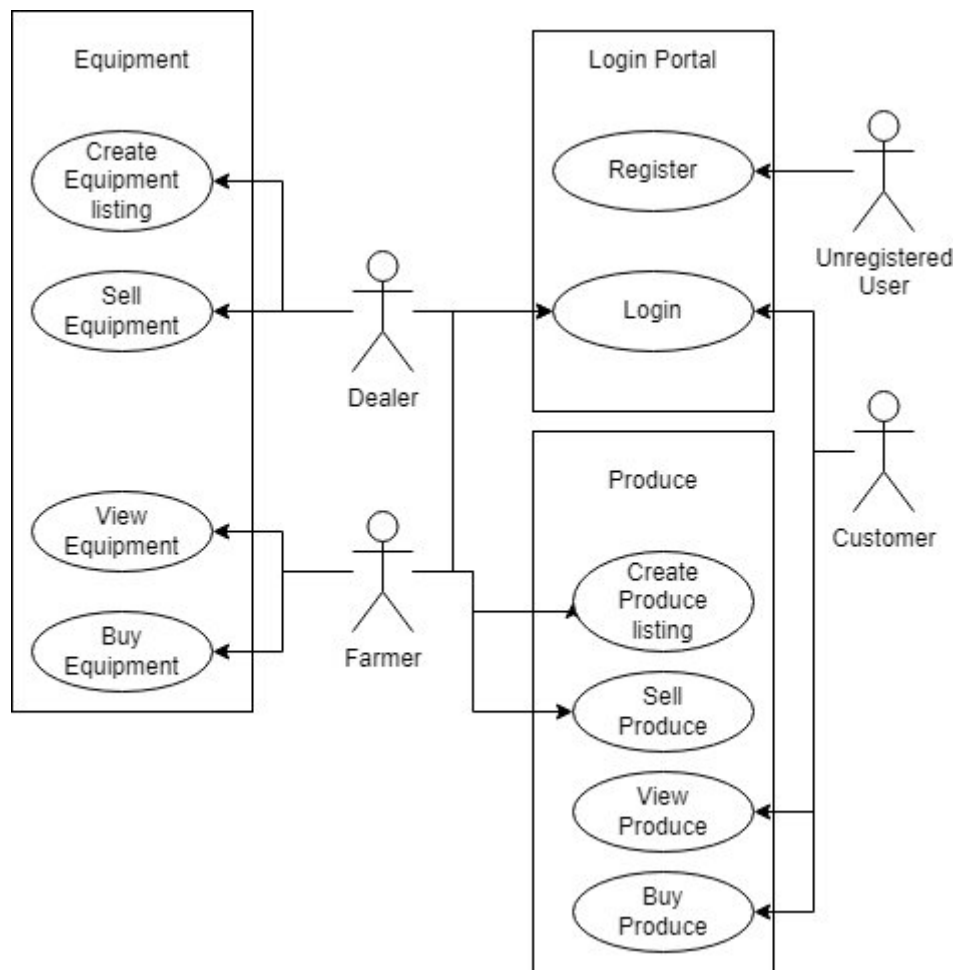 Equipment
Create
Equipment
listing
Sell
Equipment
View
Equipment
Buy
Equipment
Dealer
Farmer
Login Portal
Register
Login
Produce
Create
Produce
listing
Sell
Produce
View
Produce
Buy
Produce
Unregistered
User
Customer